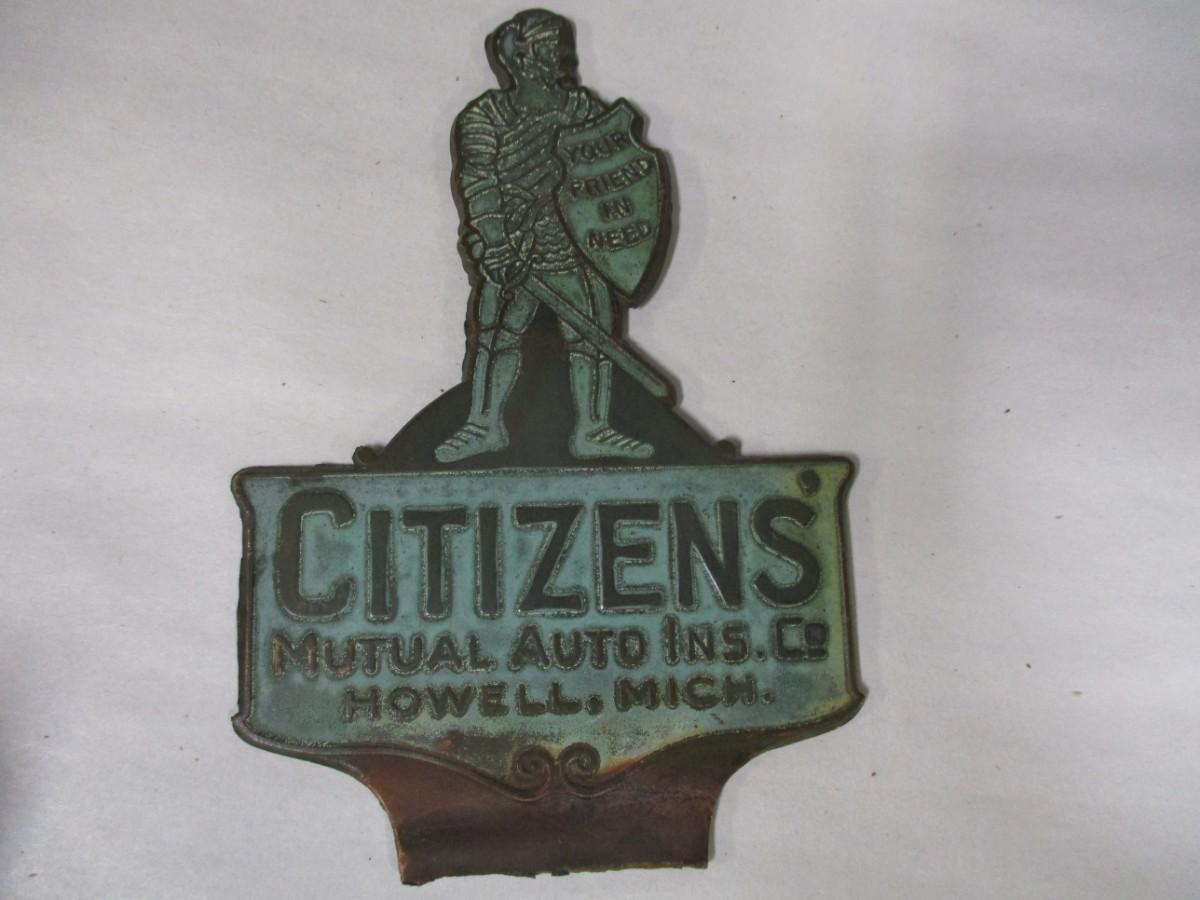 YOUR
FRIEND
IN
NEED
CITIZENS'
MUTUAL AUTO INS. CO
HOWELL, MICH.